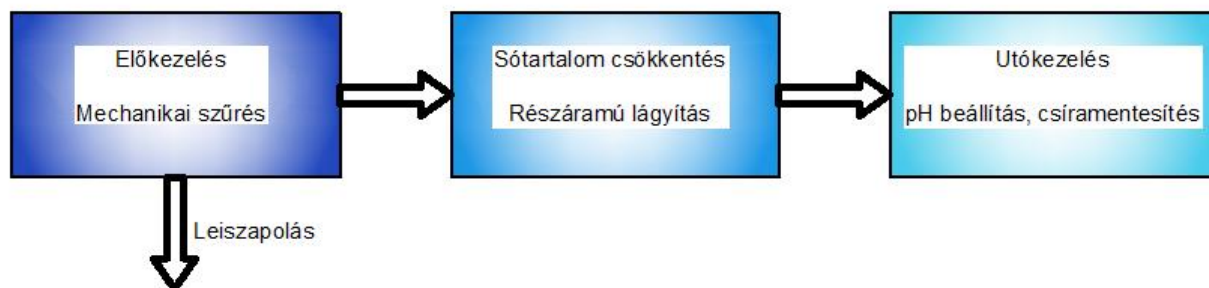 Előkezelés
Mechanikai szűrés
Sótartalom csökkentés
Részáramú lágyítás
Utókezelés
pH beállítás, csíramentesítés
Leiszapolás